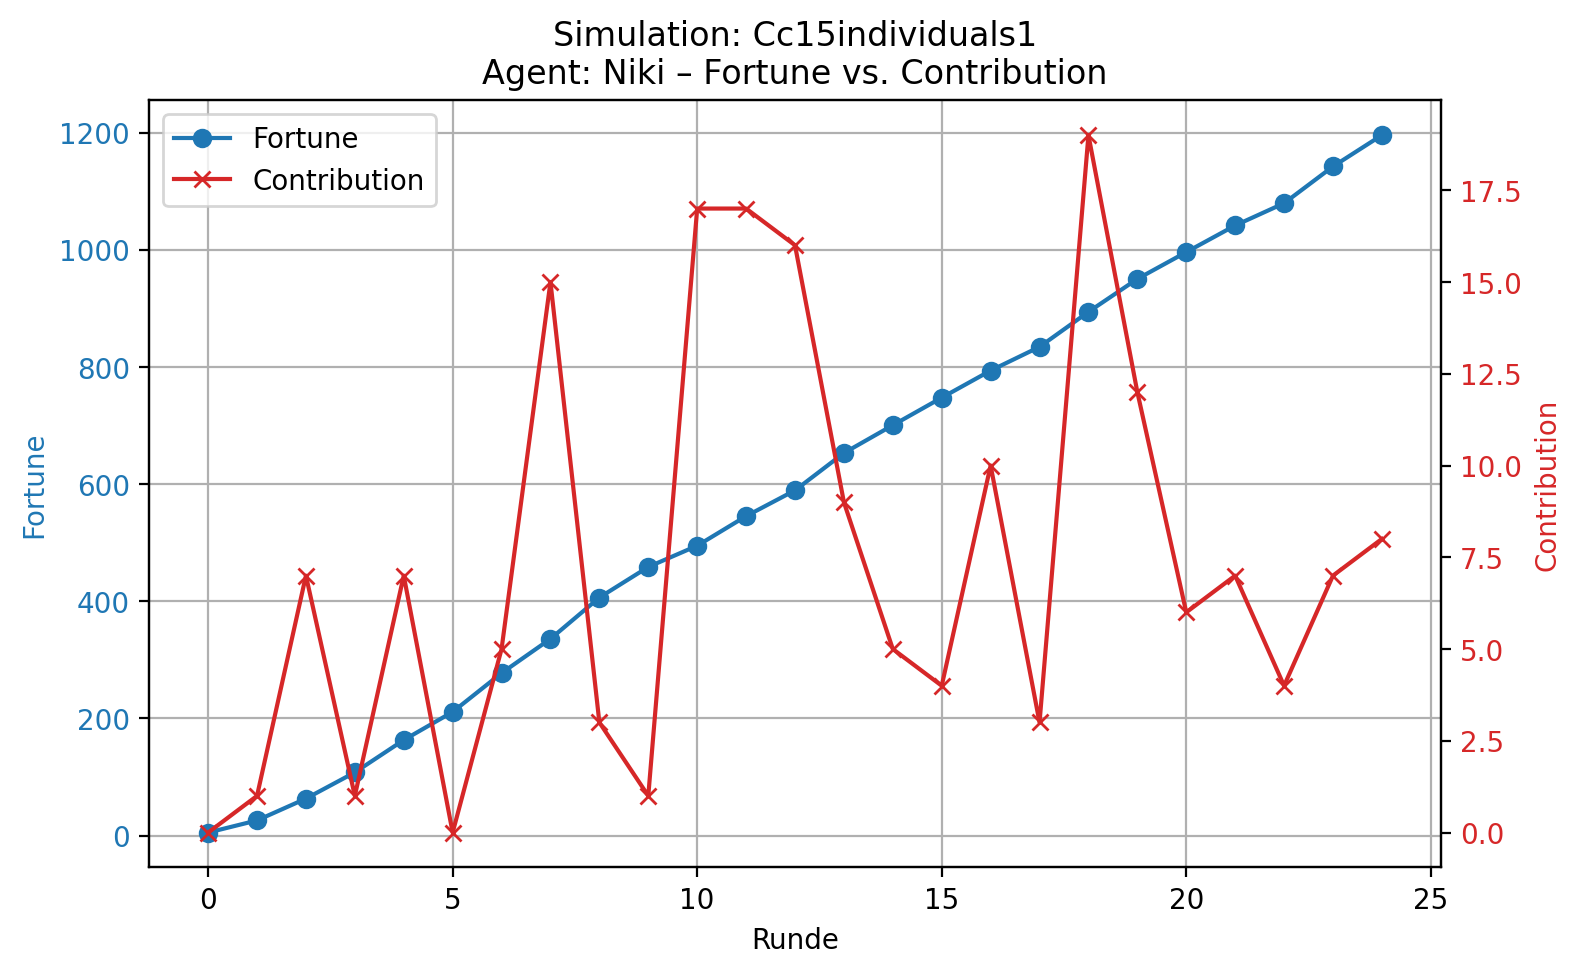 Simulation: Cc15individuals1
Agent: Niki – Fortune vs. Contribution
Fortune
Contribution
1200
1000
800
600
400
200
0
Fortune
17.5
15.0
12.5
10.0
7.5
5.0
2.5
0.0
Contribution
0 5 10 15 20 25
Runde